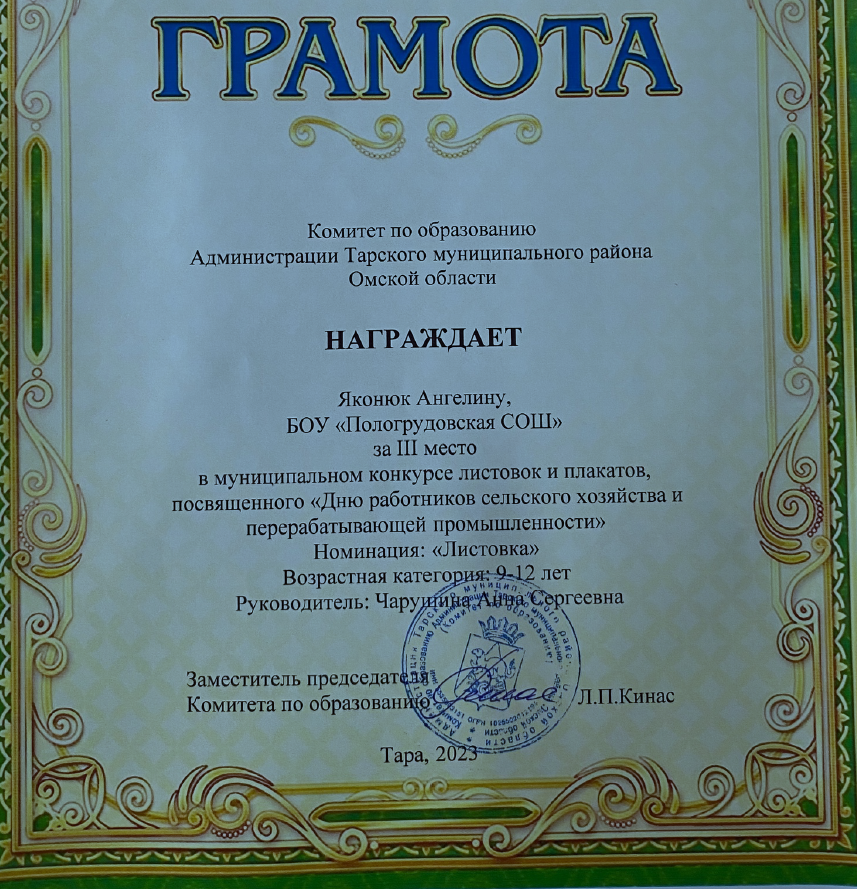 ГРАМОТА
Комитет по образованию
Администрации Тарского муниципального района
Омской области
НАГРАЖДАЕТ
Яконюк Ангелину,
БОУ «Пологрудовская СОШ»
за III место
в муниципальном конкурсе листовок и плакатов,
посвященного «Дню работников сельского хозяйства и
перерабатывающей промышленности»
Номинация: «Листовка»
Возрастная категория: 9-12 лет
Руководитель: Чарушина Анна Сергеевна
Заместитель председателя
Комитета по образованию
Л.П.Кинас
Тара, 2023